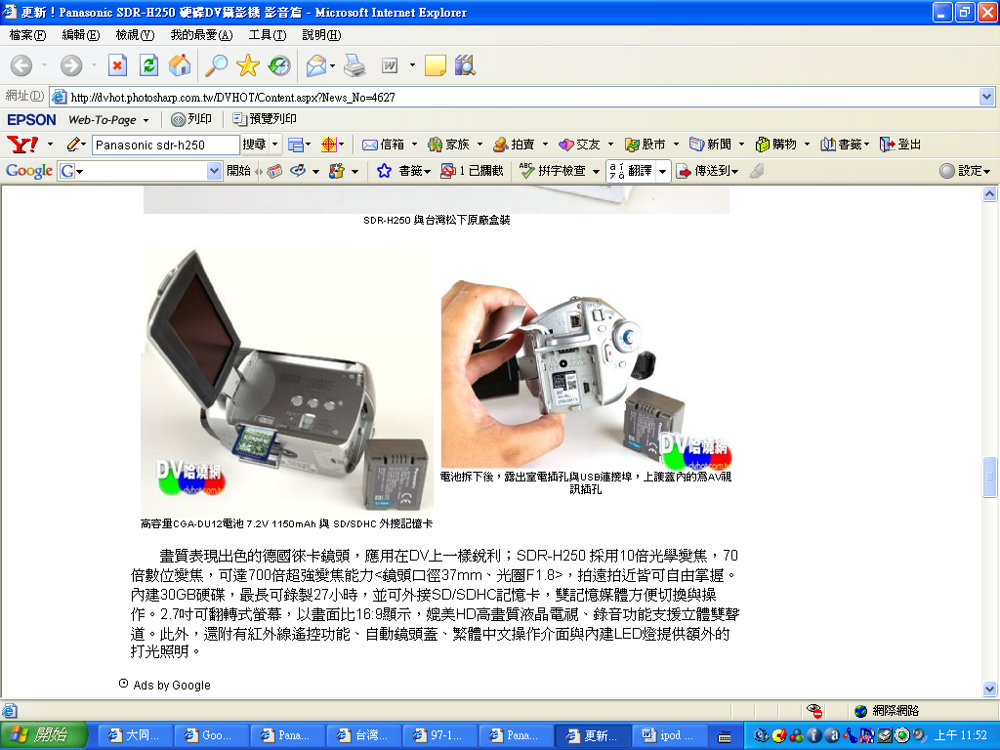 更新！Panasonic SDR-H250 硬碟DV攝影機 影音篇 - Microsoft Internet Explorer
檔案(F) 編輯(E) 檢視(V) 我的最愛(A) 工具(T) 說明(H)
網址(D) http://dvhot.photosharp.com.tw/DVHOT/Content.aspx?News_No=4627
EPSON Web-To-Page 列印 預覽列印
Y! Panasonic sdr-h250 搜尋 信箱 家族 拍賣 交友 股市 新聞 購物 書籤 登出
Google G 開始 書籤 1 已攔截 ABC 拼字檢查 翻譯 傳送到 設定
SDR-H250 與台灣松下原廠盒裝
DV哈燒網
DV哈燒網
電池拆下後，露出室電插孔與USB連接埠，上護蓋內的為AV視
訊插孔
高容量CGA-DU12電池 7.2V 1150mAh 與 SD/SDHC 外接記憶卡
畫質表現出色的德國徠卡鏡頭，應用在DV上一樣銳利；SDR-H250 採用10倍光學變焦，70
倍數位變焦，可達700倍超強變焦能力<鏡頭口徑37mm、光圈F1.8>，拍遠拍近皆可自由掌握。
內建30GB硬碟，最長可錄製27小時，並可外接SD/SDHC記憶卡，雙記憶媒體方便切換與操
作。2.7吋可翻轉式螢幕，以畫面比16:9顯示，媲美HD高畫質液晶電視、錄音功能支援立體雙聲
道。此外，還附有紅外線遙控功能、自動鏡頭蓋、繁體中文操作介面與內建LED燈提供額外的
打光照明。
Ads by Google
網際網路
開始 大同... Goo... Pana... 台灣... 97-1... Pana... 更新... ipod ... 上午 11:52